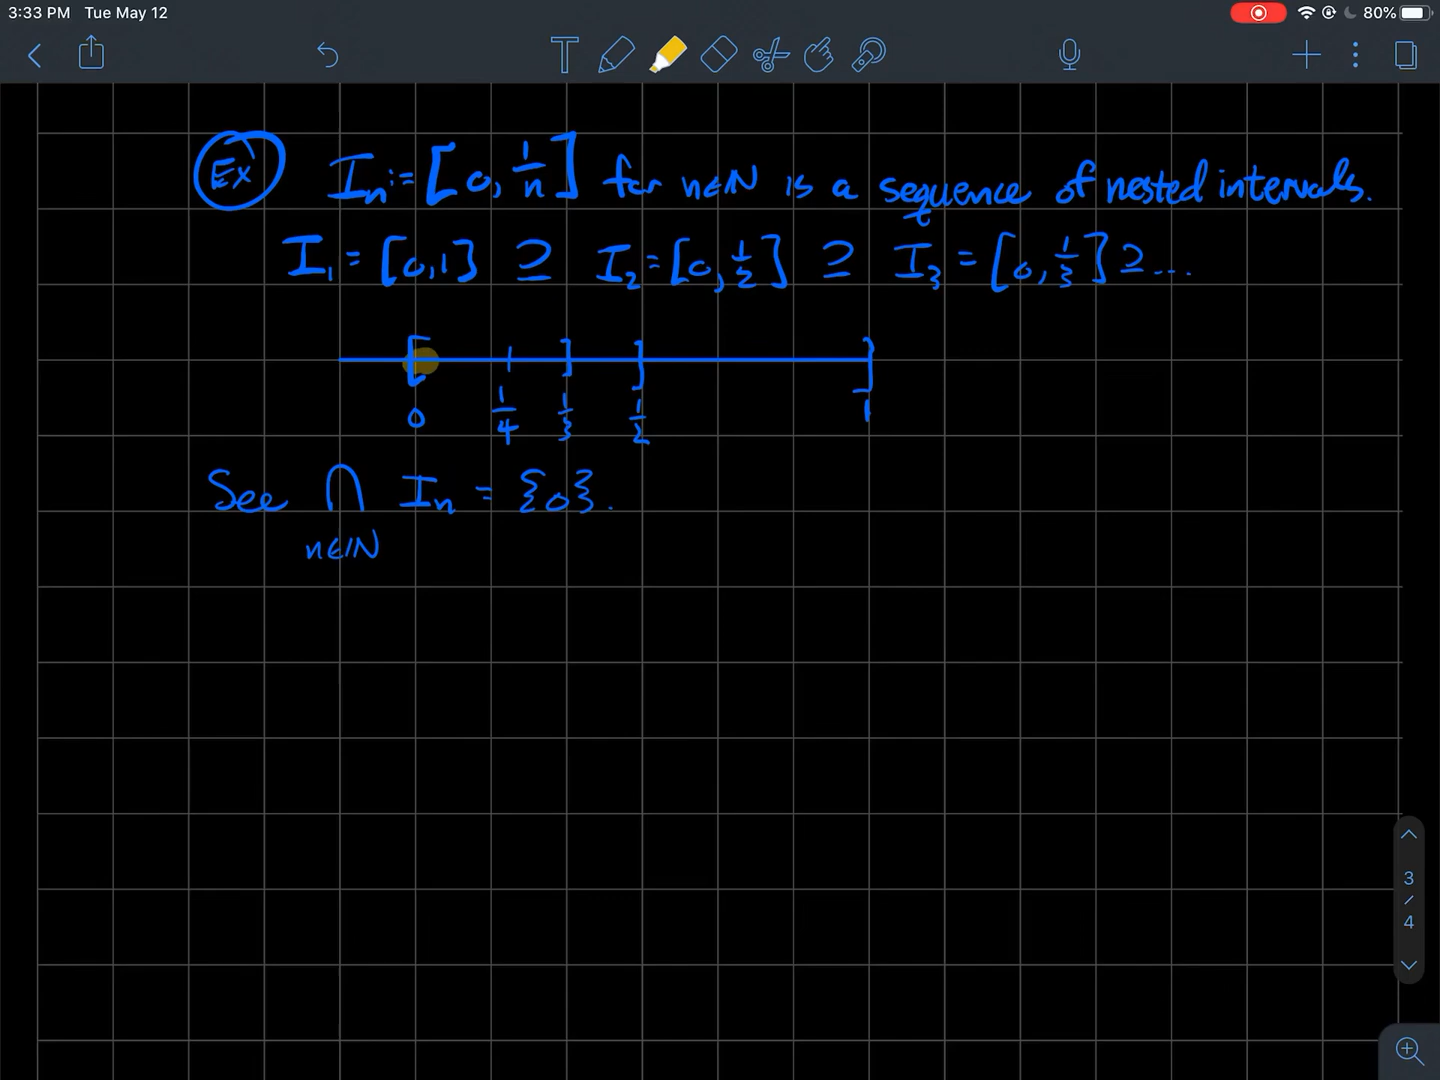 3:33 PM Tue May 12 80%
T
Ex Iₙ := [0, 1/n] for n∈ℕ is a sequence of nested intervals.
I₁ = [0,1] ⊇ I₂ = [0, 1/2] ⊇ I₃ = [0, 1/3] ⊇ ...
0 1/4 1/3 1/2 1
See ⋂ Iₙ = {0}.
n∈ℕ
3
/
4